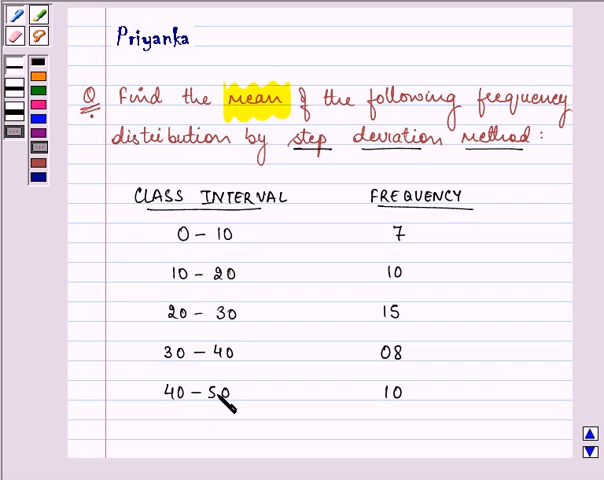 Priyanka
Q Find the mean of the following frequency
distribution by step deviation method :
CLASS INTERVAL FREQUENCY
0 - 10 7
10 - 20 10
20 - 30 15
30 - 40 08
40 - 50 10